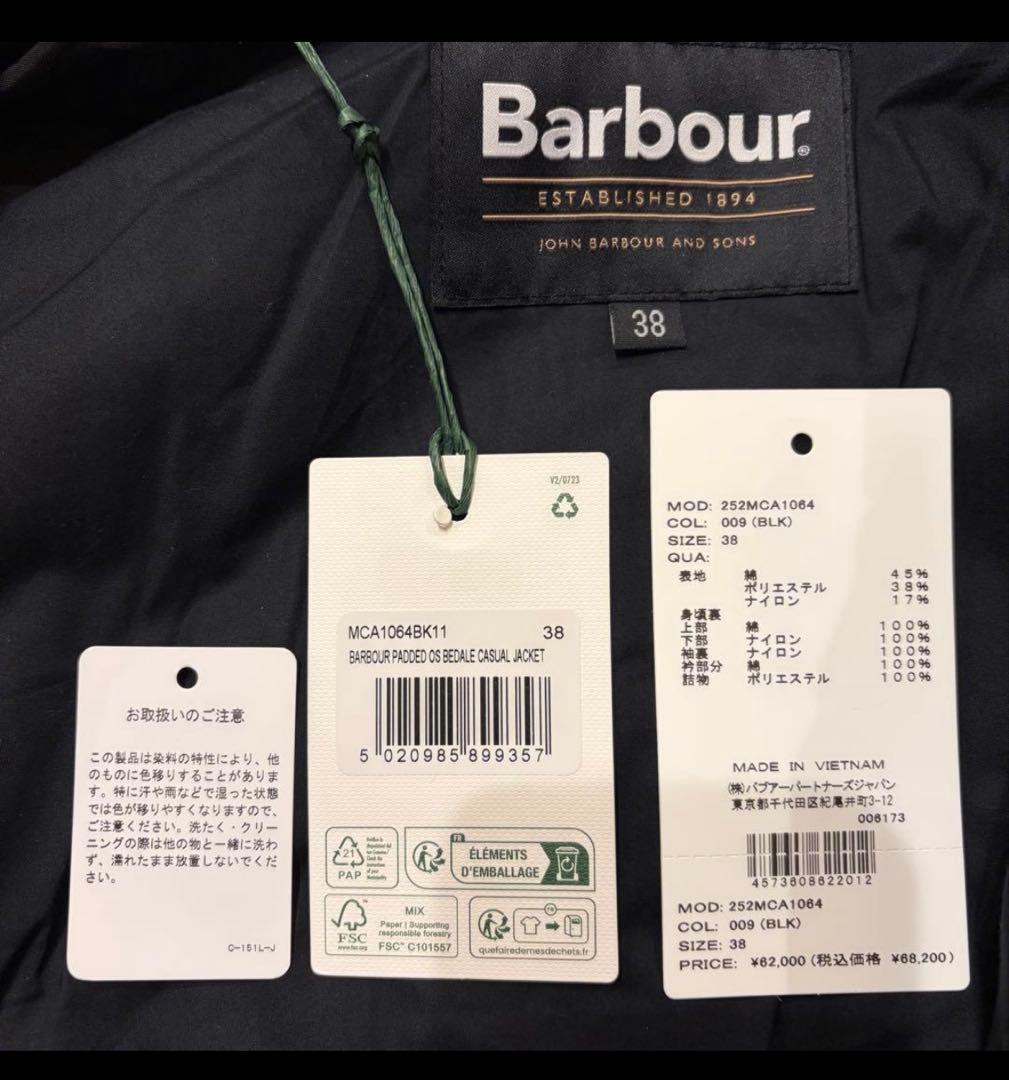 Barbour
ESTABLISHED 1894
JOHN BARBOUR AND SONS
38
お取扱いのご注意
この製品は染料の特性により、他
のものに色移りすることがありま
す。特に汗や雨などで湿った状態
では色が移りやすくなりますので、
ご注意ください。洗たく・クリー
ニングの際は他の物と一緒に洗わ
ず、濡れたまま放置しないでくだ
さい。
C-151L-J
V2/0723
MCA1064BK11 38
BARBOUR PADDED OS BEDALE CASUAL JACKET
5 020985 899357
21
PAP
FR
ÉLÉMENTS
D'EMBALLAGE
FSC
www.fsc.org
MIX
Paper | Supporting
responsible forestry
FSC™ C101557
FR
quefairedemesdechets.fr
MOD: 252MCA1064
COL: 009 (BLK)
SIZE: 38
QUA:
表地 綿 45%
ポリエステル 38%
ナイロン 17%
身頃裏
上部 綿 100%
下部 ナイロン 100%
袖裏 ナイロン 100%
衿部分 綿 100%
詰物 ポリエステル 100%
MADE IN VIETNAM
(株)バブアーパートナーズジャパン
東京都千代田区紀尾井町3-12
006173
4573608622012
MOD: 252MCA1064
COL: 009 (BLK)
SIZE: 38
PRICE: ¥62,000 (税込価格 ¥68,200)